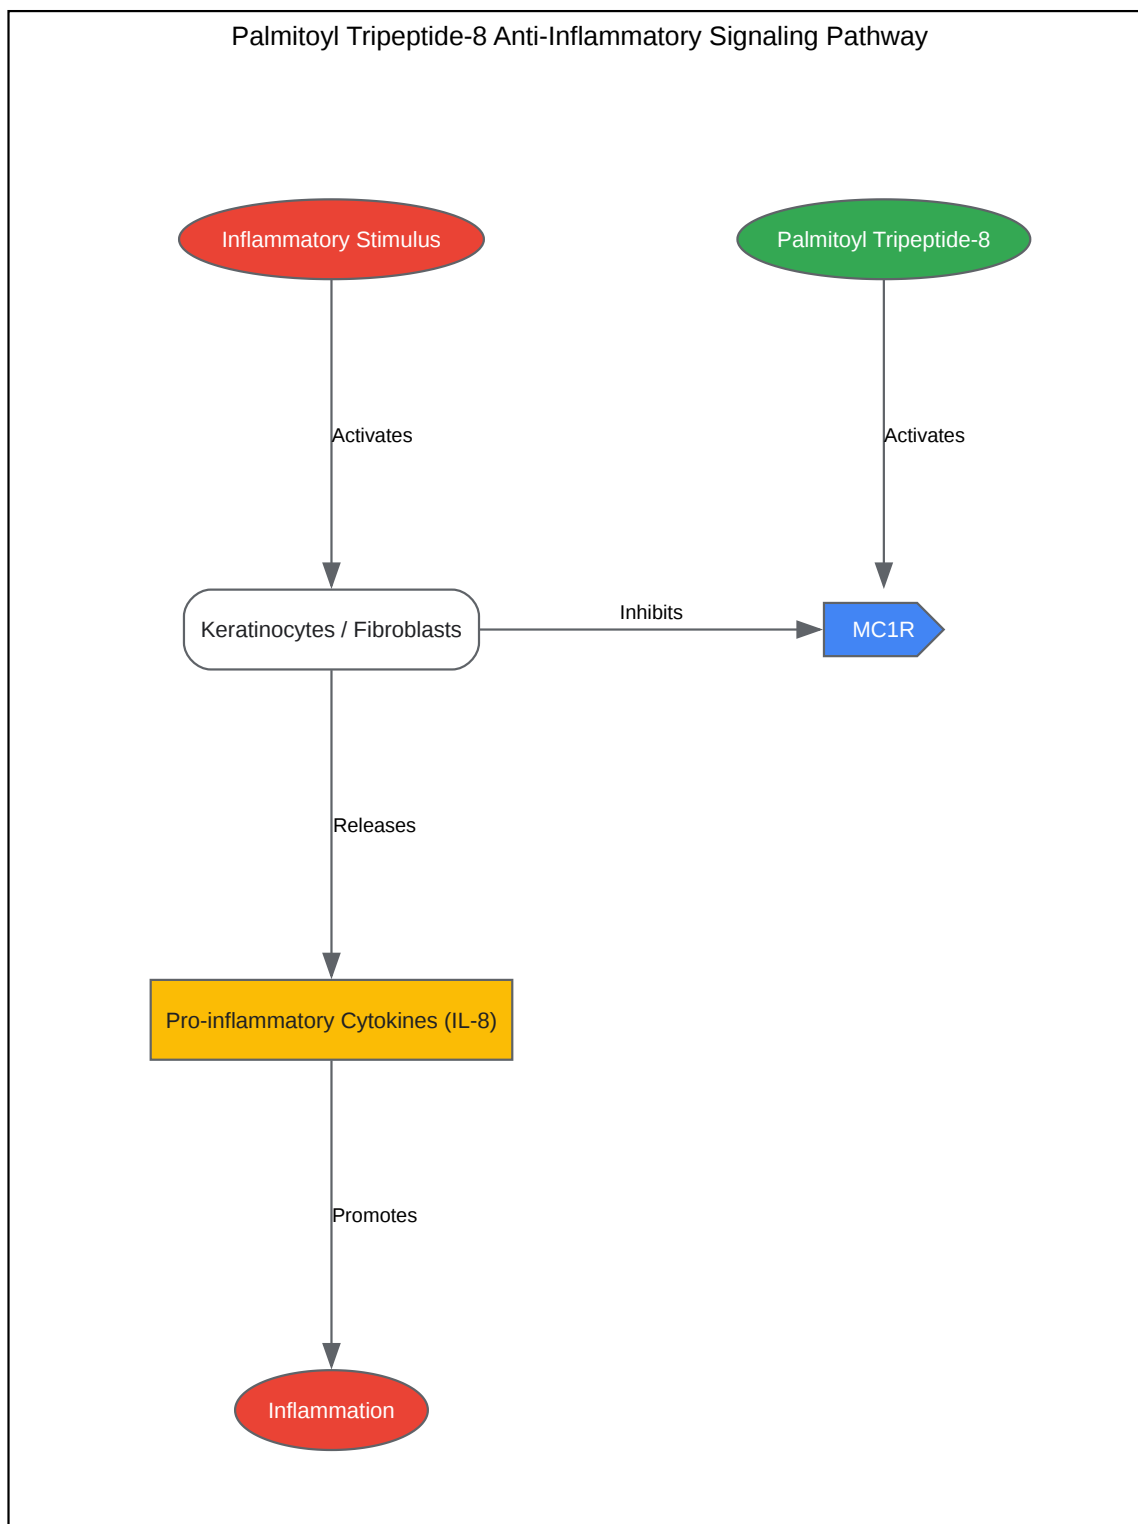 Palmitoyl Tripeptide-8 Anti-Inflammatory Signaling Pathway
Inflammatory Stimulus
Palmitoyl Tripeptide-8
Activates
Activates
Keratinocytes / Fibroblasts
Inhibits
MC1R
Releases
Pro-inflammatory Cytokines (IL-8)
Promotes
Inflammation